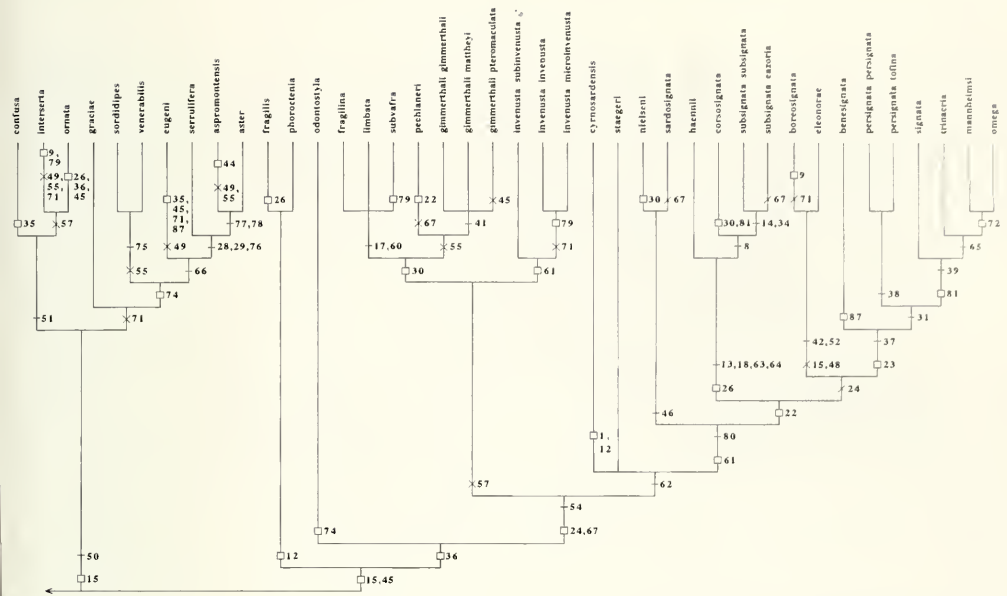 confusa
interserta
ornata
graciae
sordidipes
venerabilis
eugeni
serrulifera
aspromontensis
aster
fragilis
phoroctenia
odontostyla
fragilina
limbata
subvafra
pechlaneri
gimmerthali gimmerthali
gimmerthali mattheyi
gimmerthali pteromaculata
invenusta subinvenusta
invenusta invenusta
invenusta microinvenusta
cyrnosardensis
staegeri
nielseni
sardosignata
haennii
corsosignata
subsignata subsignata
subsignata cazoria
boreosignata
eleonorae
benesignata
persignata persignata
persignata tofina
signata
trinacria
mannheimsi
omega
9,
79
49,
55,
71
26,
36,
45
35
57
51
35,
45,
71,
87
49
44
49,
55
77,78
28,29,76
75
55
66
74
71
50
15
26
12
15,45
74
36
79
22
67
45
41
17,60
55
30
79
71
61
57
54
24,67
1,
12
62
30
67
46
80
61
30,81
67
14,34
8
13,18,63,64
26
22
9
71
42,52
15,48
24
87
38
37
23
31
81
39
65
72